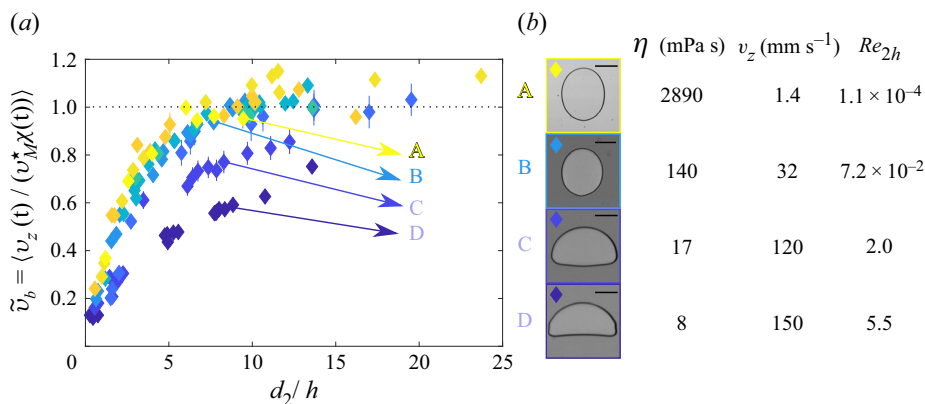 (a)
1.2
1.0
0.8
0.6
0.4
0.2
0
5
10
15
20
25
ṽ_b = ⟨v_z (t) / (v*_M χ(t))⟩
d_2 / h
A
B
C
D
(b)
η (mPa s) v_z (mm s⁻¹) Re_2h
A 2890 1.4 1.1 × 10⁻⁴
B 140 32 7.2 × 10⁻²
C 17 120 2.0
D 8 150 5.5